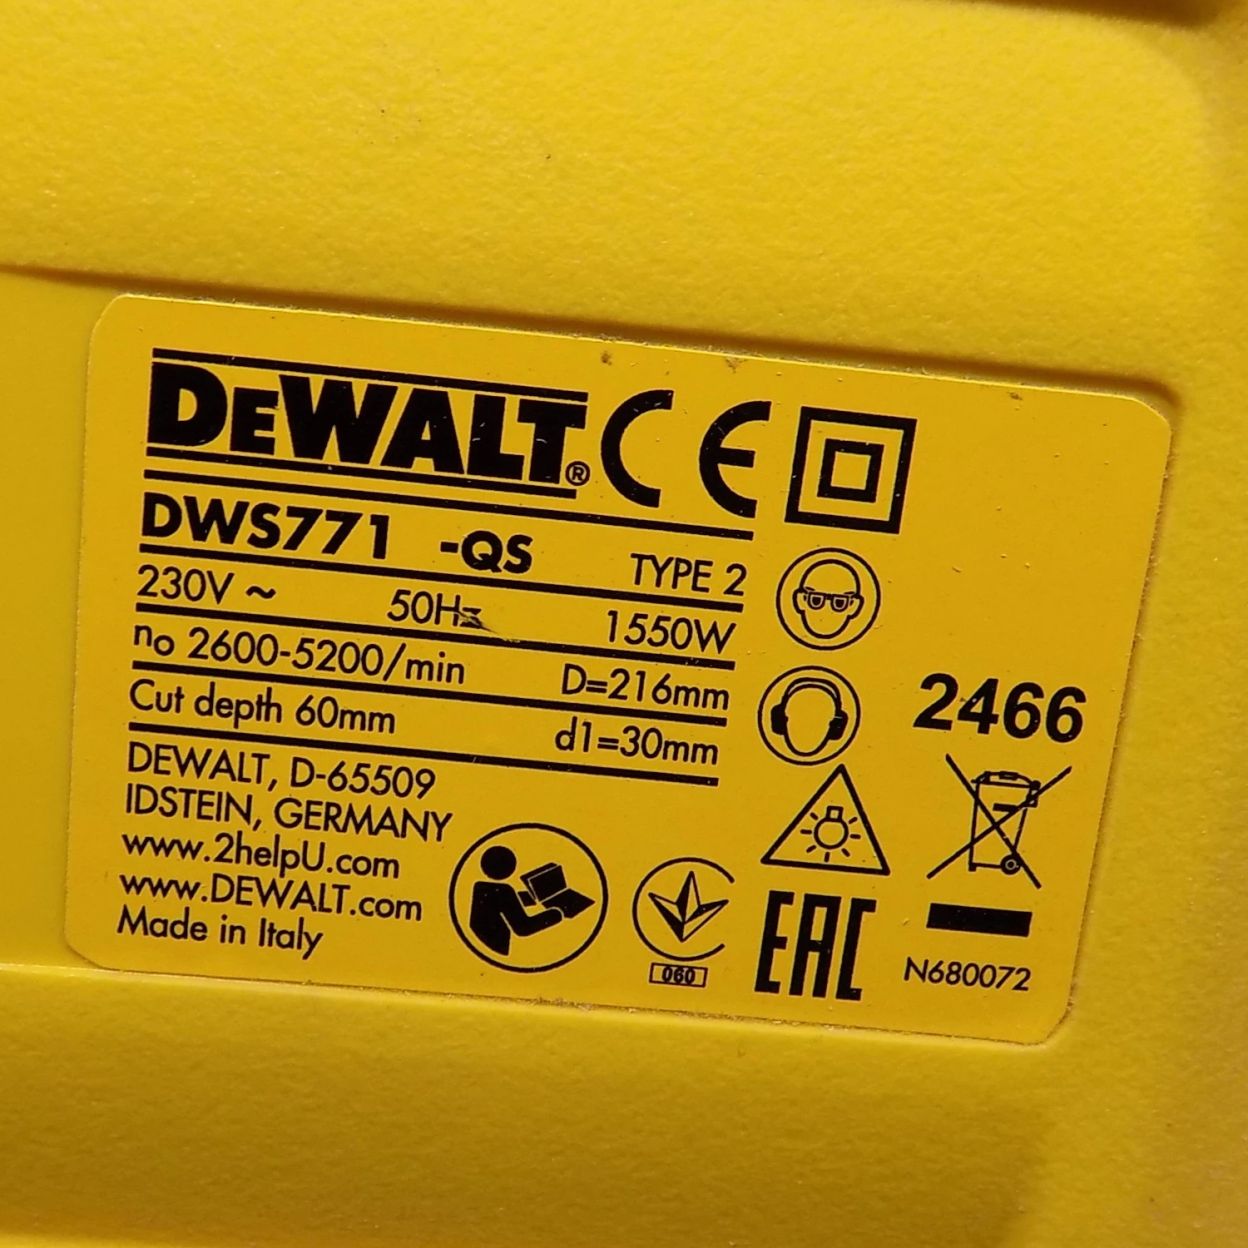 DEWALT® CE
DWS771 -QS TYPE 2
230V ~ 50Hz 1550W
no 2600-5200/min D=216mm
Cut depth 60mm d1=30mm
2466
DEWALT, D-65509
IDSTEIN, GERMANY
www.2helpU.com
www.DEWALT.com
Made in Italy
060
EAC
N680072